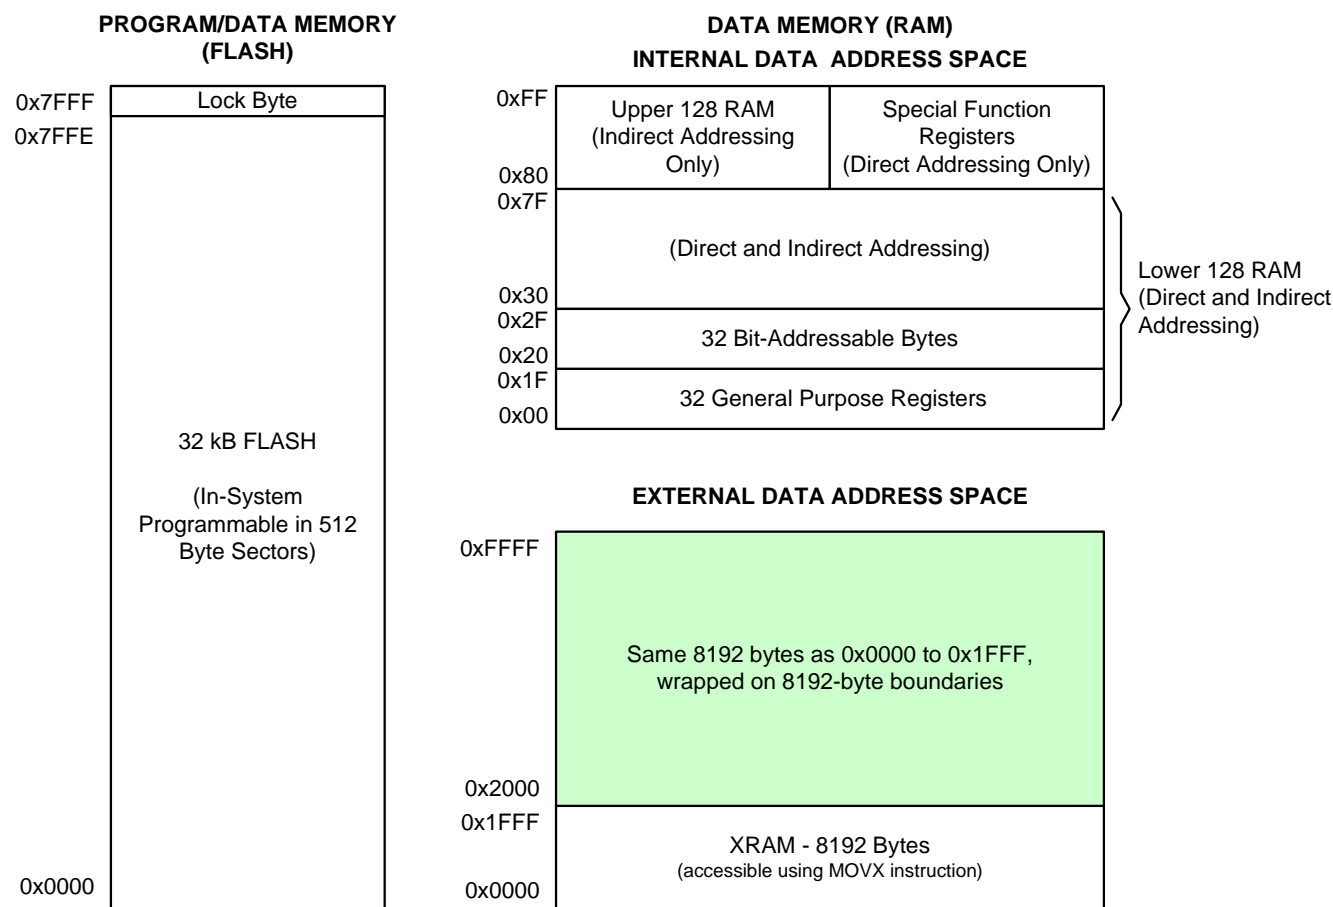 PROGRAM/DATA MEMORY
(FLASH)
0x7FFF
Lock Byte
0x7FFE
32 kB FLASH
(In-System
Programmable in 512
Byte Sectors)
0x0000
DATA MEMORY (RAM)
INTERNAL DATA ADDRESS SPACE
0xFF
Upper 128 RAM
(Indirect Addressing
Only)
Special Function
Registers
(Direct Addressing Only)
0x80
0x7F
(Direct and Indirect Addressing)
0x30
0x2F
32 Bit-Addressable Bytes
0x20
0x1F
32 General Purpose Registers
0x00
Lower 128 RAM
(Direct and Indirect
Addressing)
EXTERNAL DATA ADDRESS SPACE
0xFFFF
Same 8192 bytes as 0x0000 to 0x1FFF,
wrapped on 8192-byte boundaries
0x2000
0x1FFF
XRAM - 8192 Bytes
(accessible using MOVX instruction)
0x0000